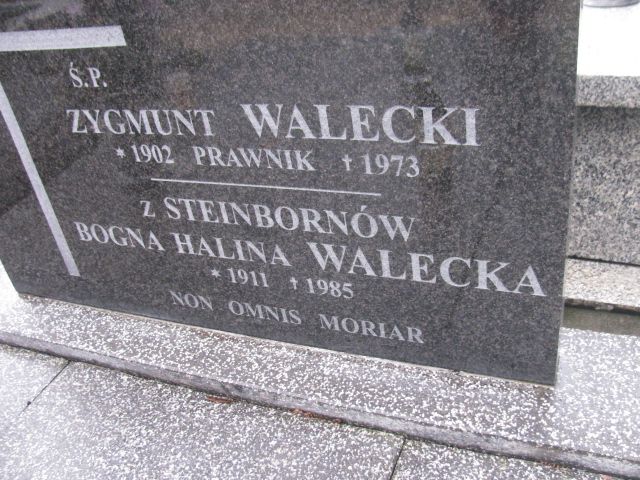 Ś.P.
ZYGMUNT WALECKI
* 1902 PRAWNIK † 1973
z STEINBORNÓW
BOGNA HALINA WALECKA
* 1911 † 1985
NON OMNIS MORIAR